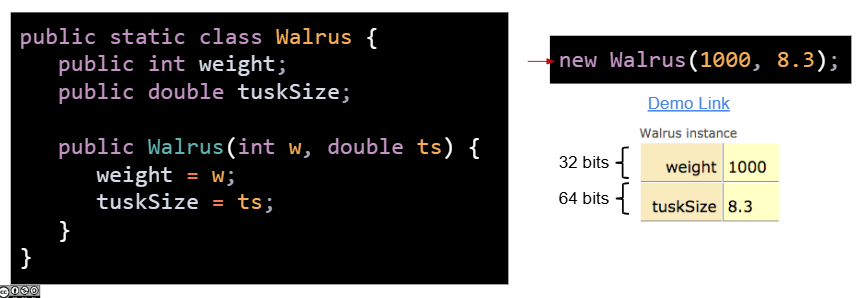 public static class Walrus {
public int weight;
public double tuskSize;
public Walrus(int w, double ts) {
weight = w;
tuskSize = ts;
}
}
new Walrus(1000, 8.3);
Demo Link
Walrus instance
32 bits
weight 1000
64 bits
tuskSize 8.3